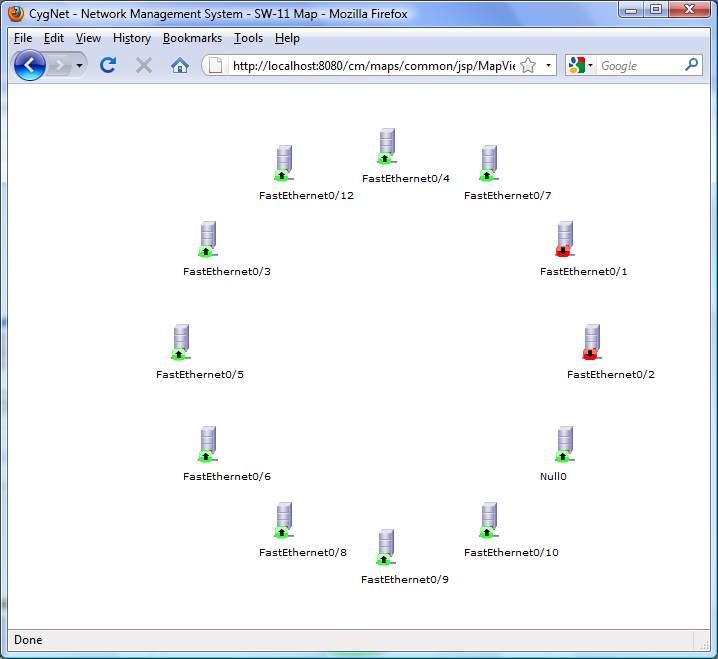 CygNet - Network Management System - SW-11 Map - Mozilla Firefox
File Edit View History Bookmarks Tools Help
http://localhost:8080/cm/maps/common/jsp/MapVie
Google
FastEthernet0/4
FastEthernet0/12
FastEthernet0/7
FastEthernet0/3
FastEthernet0/1
FastEthernet0/5
FastEthernet0/2
FastEthernet0/6
Null0
FastEthernet0/8
FastEthernet0/10
FastEthernet0/9
Done